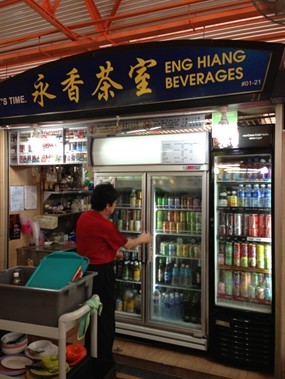 'S TIME.
永香茶室
ENG HIANG
BEVERAGES
#01-21